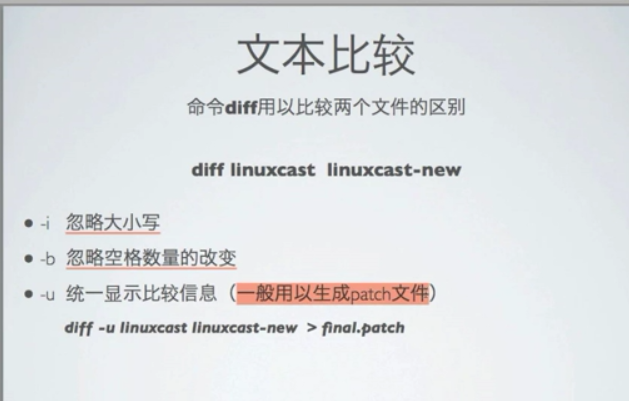 文本比较
命令diff用以比较两个文件的区别
diff linuxcast linuxcast-new
● -i 忽略大小写
● -b 忽略空格数量的改变
● -u 统一显示比较信息（一般用以生成patch文件）
diff -u linuxcast linuxcast-new > final.patch